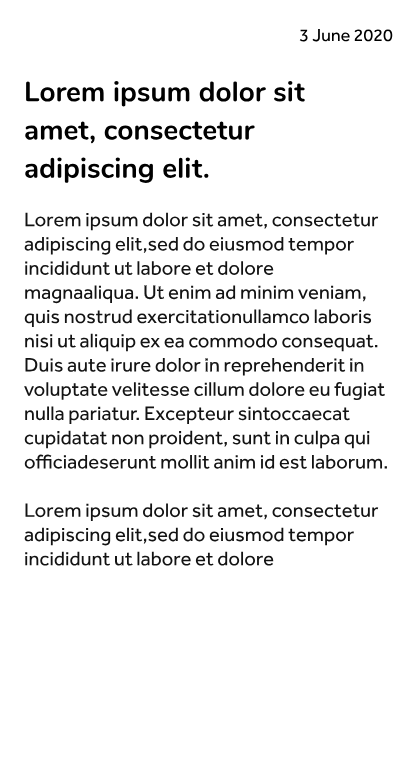 3 June 2020
Lorem ipsum dolor sit
amet, consectetur
adipiscing elit.
Lorem ipsum dolor sit amet, consectetur
adipiscing elit,sed do eiusmod tempor
incididunt ut labore et dolore
magnaaliqua. Ut enim ad minim veniam,
quis nostrud exercitationullamco laboris
nisi ut aliquip ex ea commodo consequat.
Duis aute irure dolor in reprehenderit in
voluptate velitesse cillum dolore eu fugiat
nulla pariatur. Excepteur sintoccaecat
cupidatat non proident, sunt in culpa qui
officiadeserunt mollit anim id est laborum.
Lorem ipsum dolor sit amet, consectetur
adipiscing elit,sed do eiusmod tempor
incididunt ut labore et dolore